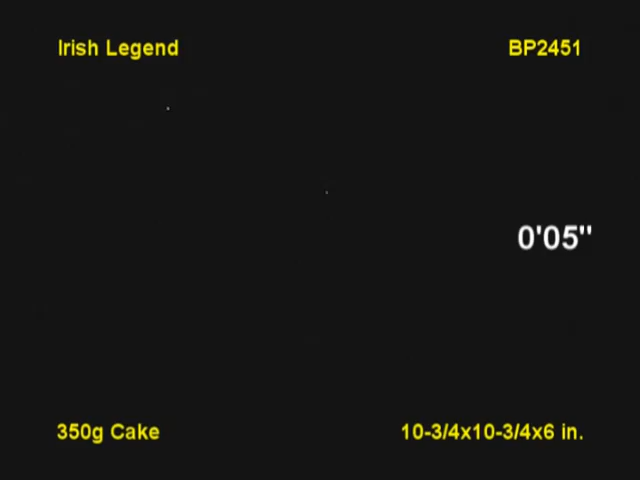 Irish Legend
BP2451
0'05"
350g Cake
10-3/4x10-3/4x6 in.